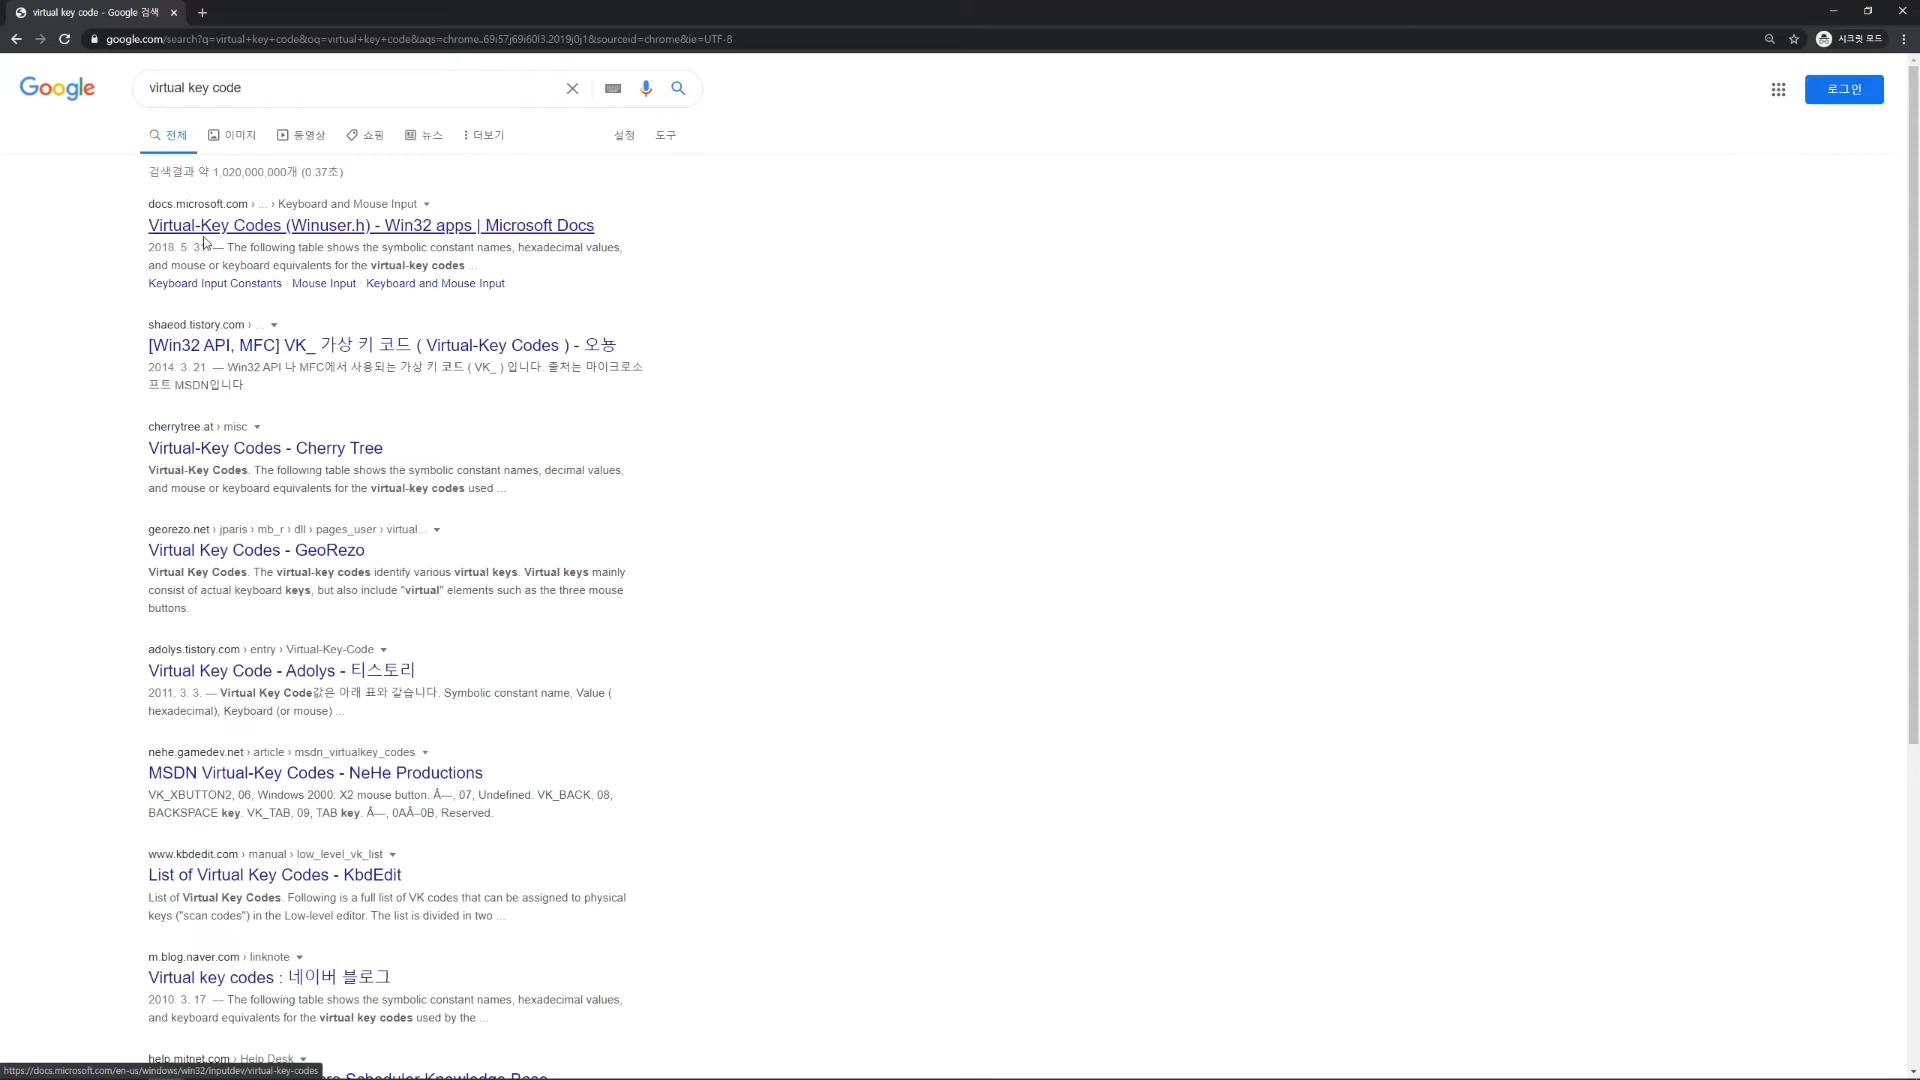 virtual key code - Google 검색
google.com/search?q=virtual+key+code&oq=virtual+key+code&aqs=chrome..69i57j69i60l3.2019j0j1&sourceid=chrome&ie=UTF-8
시크릿 모드
Google
virtual key code
로그인
전체
이미지
동영상
쇼핑
뉴스
더보기
설정
도구
검색결과 약 1,020,000,000개 (0.37초)
docs.microsoft.com › ... › Keyboard and Mouse Input
Virtual-Key Codes (Winuser.h) - Win32 apps | Microsoft Docs
2018. 5. 31. — The following table shows the symbolic constant names, hexadecimal values,
and mouse or keyboard equivalents for the virtual-key codes ...
Keyboard Input Constants · Mouse Input · Keyboard and Mouse Input
shaeod.tistory.com › ...
[Win32 API, MFC] VK_ 가상 키 코드 ( Virtual-Key Codes ) - 오뇽
2014. 3. 21. — Win32 API 나 MFC에서 사용되는 가상 키 코드 ( VK_ ) 입니다. 출처는 마이크로소
프트 MSDN입니다.
cherrytree.at › misc
Virtual-Key Codes - Cherry Tree
Virtual-Key Codes. The following table shows the symbolic constant names, decimal values,
and mouse or keyboard equivalents for the virtual-key codes used ...
georezo.net › jparis › mb_r › dll › pages_user › virtual...
Virtual Key Codes - GeoRezo
Virtual Key Codes. The virtual-key codes identify various virtual keys. Virtual keys mainly
consist of actual keyboard keys, but also include "virtual" elements such as the three mouse
buttons.
adolys.tistory.com › entry › Virtual-Key-Code
Virtual Key Code - Adolys - 티스토리
2011. 3. 3. — Virtual Key Code값은 아래 표와 같습니다. Symbolic constant name, Value (
hexadecimal), Keyboard (or mouse) ...
nehe.gamedev.net › article › msdn_virtualkey_codes
MSDN Virtual-Key Codes - NeHe Productions
VK_XBUTTON2, 06, Windows 2000: X2 mouse button. Â—, 07, Undefined. VK_BACK, 08,
BACKSPACE key. VK_TAB, 09, TAB key. Â—, 0AÂ–0B, Reserved.
www.kbdedit.com › manual › low_level_vk_list
List of Virtual Key Codes - KbdEdit
List of Virtual Key Codes. Following is a full list of VK codes that can be assigned to physical
keys ("scan codes") in the Low-level editor. The list is divided in two ...
m.blog.naver.com › linknote
Virtual key codes : 네이버 블로그
2010. 3. 17. — The following table shows the symbolic constant names, hexadecimal values,
and keyboard equivalents for the virtual key codes used by the ...
help.mitnet.com › Help Desk
Scheduler Knowledge Base
https://docs.microsoft.com/en-us/windows/win32/inputdev/virtual-key-codes